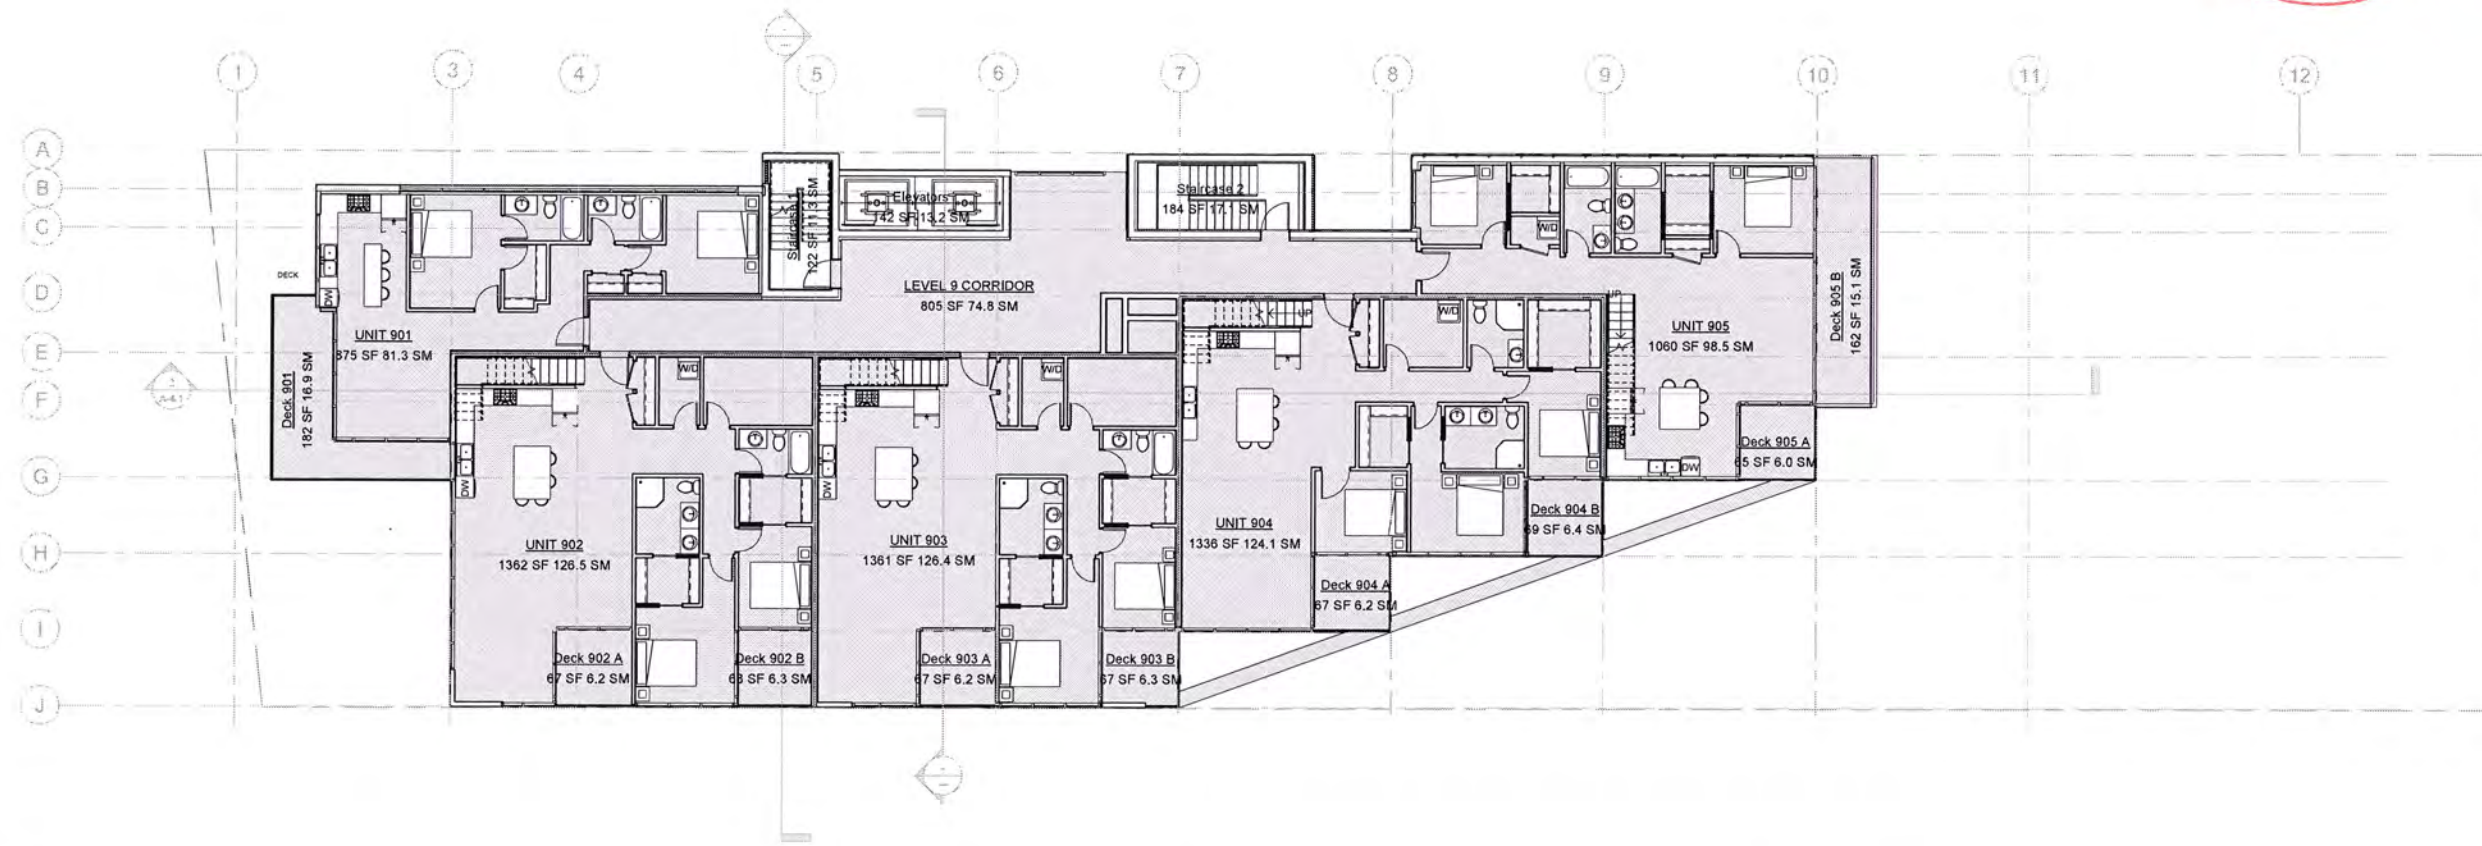 1
3
4
5
6
7
8
9
10
11
12
A
B
C
D
E
F
G
H
I
J
Staircase 1
122 SF 11.3 SM
Elevators
142 SF 13.2 SM
Staircase 2
184 SF 17.1 SM
LEVEL 9 CORRIDOR
805 SF 74.8 SM
DECK
DW
UNIT 901
875 SF 81.3 SM
Deck 901
182 SF 16.9 SM
W/D
DW
UNIT 902
1362 SF 126.5 SM
Deck 902 A
67 SF 6.2 SM
Deck 902 B
68 SF 6.3 SM
W/D
DW
UNIT 903
1361 SF 126.4 SM
Deck 903 A
67 SF 6.2 SM
Deck 903 B
67 SF 6.3 SM
UP
W/D
UNIT 904
1336 SF 124.1 SM
Deck 904 A
67 SF 6.2 SM
Deck 904 B
69 SF 6.4 SM
W/D
UP
UNIT 905
1060 SF 98.5 SM
DW
Deck 905 A
65 SF 6.0 SM
Deck 905 B
162 SF 15.1 SM